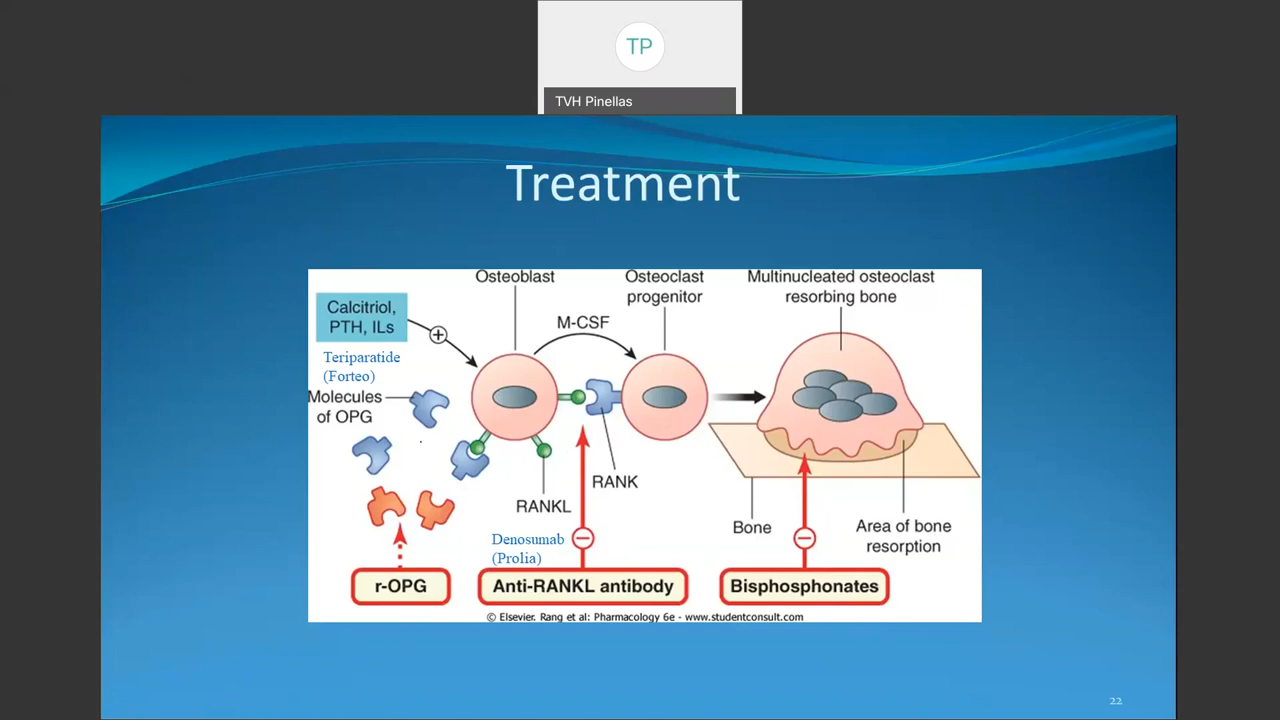 TP
TVH Pinellas
Treatment
Osteoblast
Osteoclast
progenitor
Multinucleated osteoclast
resorbing bone
Calcitriol,
PTH, ILs
+
M-CSF
Teriparatide
(Forteo)
Molecules
of OPG
RANK
RANKL
Denosumab
(Prolia)
Bone
Area of bone
resorption
r-OPG
Anti-RANKL antibody
Bisphosphonates
© Elsevier. Rang et al: Pharmacology 6e - www.studentconsult.com
22